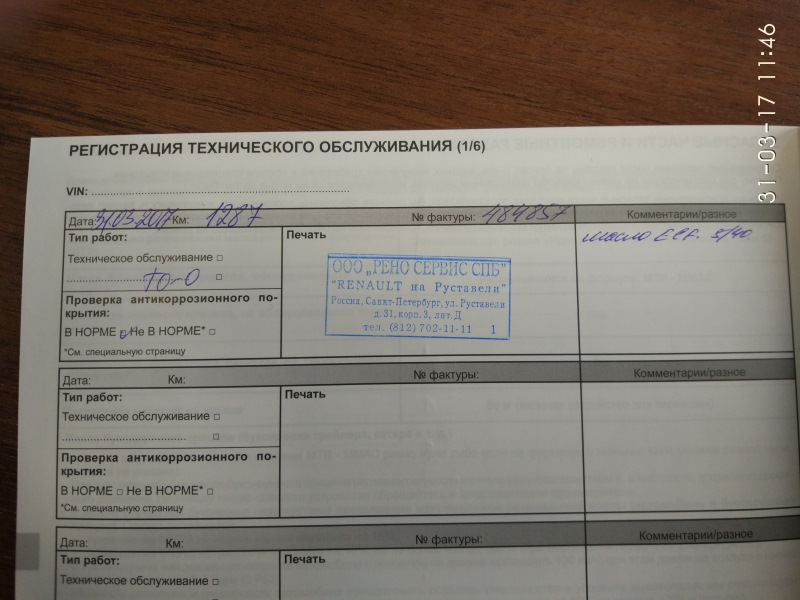 31-03-17 11:46
РЕГИСТРАЦИЯ ТЕХНИЧЕСКОГО ОБСЛУЖИВАНИЯ (1/6)
VIN:
Дата: 31.03.2017 Км: 1287 № фактуры: 484857 Комментарии/разное
Тип работ:
Техническое обслуживание
ТО-0
Проверка антикоррозионного по-
крытия:
В НОРМЕ Не В НОРМЕ*
*См. специальную страницу
Печать
ООО „РЕНО СЕРВИС СПБ"
"RENAULT на Руставели"
Россия, Санкт-Петербург, ул. Руставели
д.31, корп.3, лит.Д
тел. (812) 702-11-11 1
масло ELF. 5/40
Дата: Км: № фактуры: Комментарии/разное
Тип работ:
Техническое обслуживание
Проверка антикоррозионного по-
крытия:
В НОРМЕ Не В НОРМЕ*
*См. специальную страницу
Печать
Дата: Км: № фактуры: Комментарии/разное
Тип работ:
Техническое обслуживание
Печать